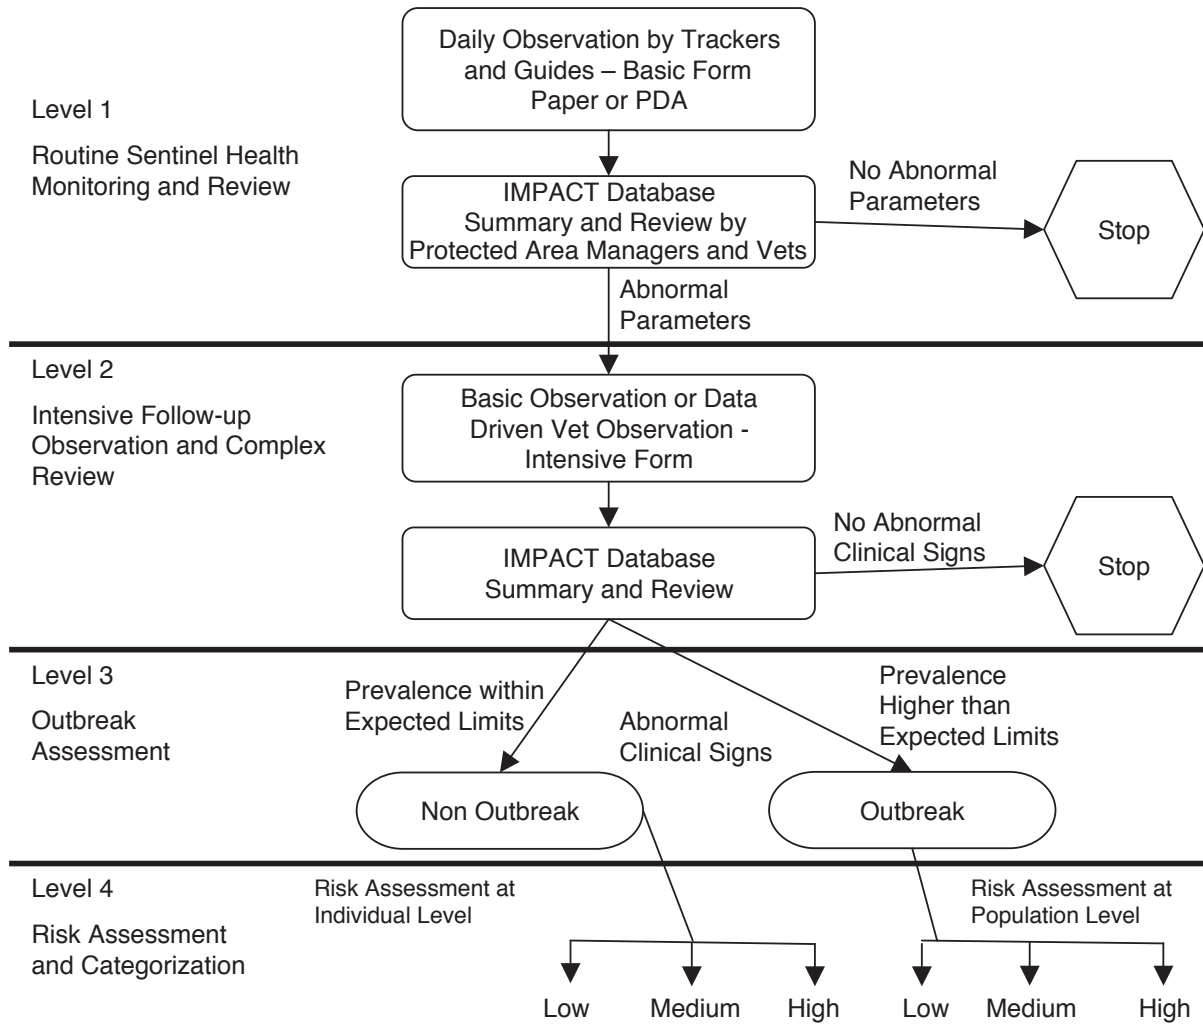 Daily Observation by Trackers
and Guides – Basic Form
Paper or PDA
Level 1
Routine Sentinel Health
Monitoring and Review
IMPACT Database
Summary and Review by
Protected Area Managers and Vets
No Abnormal
Parameters
Stop
Abnormal
Parameters
Level 2
Intensive Follow-up
Observation and Complex
Review
Basic Observation or Data
Driven Vet Observation -
Intensive Form
IMPACT Database
Summary and Review
No Abnormal
Clinical Signs
Stop
Level 3
Outbreak
Assessment
Prevalence within
Expected Limits
Abnormal
Clinical Signs
Prevalence
Higher than
Expected Limits
Non Outbreak
Outbreak
Level 4
Risk Assessment
and Categorization
Risk Assessment at
Individual Level
Risk Assessment at
Population Level
Low
Medium
High
Low
Medium
High